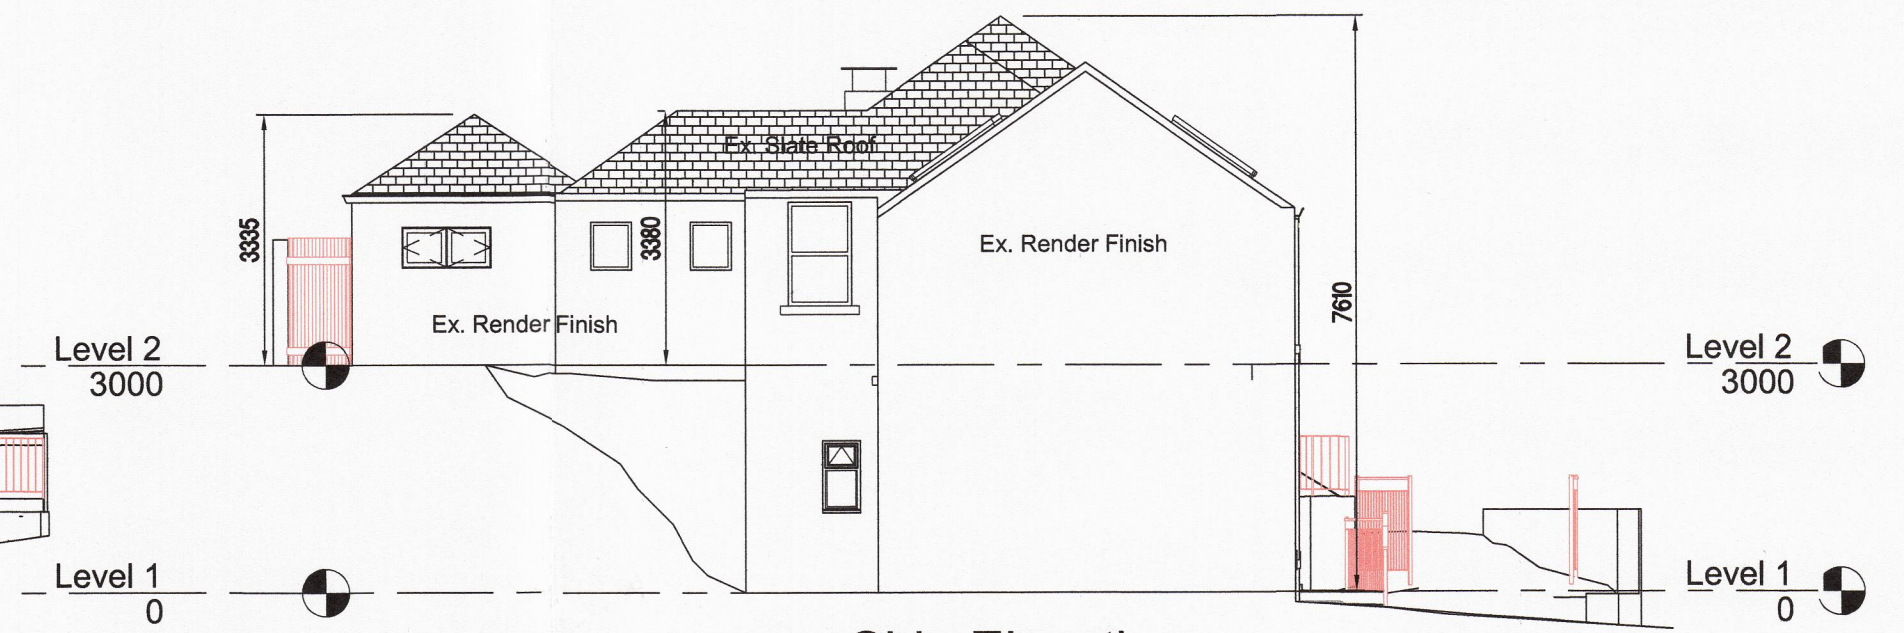 Ex. Slate Roof
3335
3380
Ex. Render Finish
7610
Ex. Render Finish
Level 2
3000
Level 2
3000
Level 1
0
Level 1
0